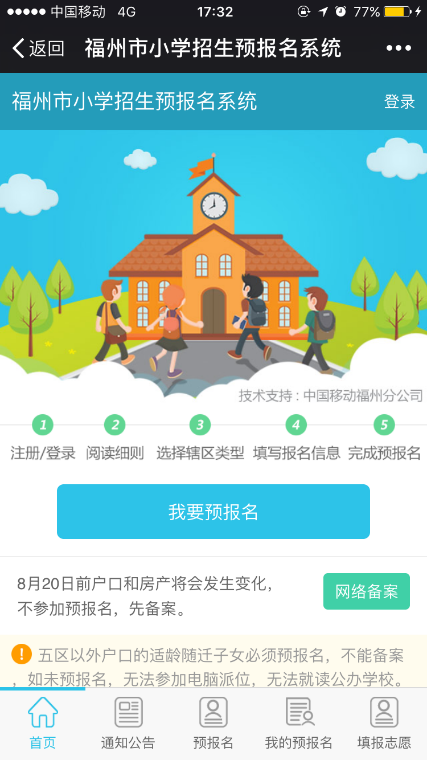 中国移动 4G 17:32 77%
返回 福州市小学招生预报名系统
福州市小学招生预报名系统 登录
技术支持：中国移动福州分公司
1 2 3 4 5
注册/登录 阅读细则 选择辖区类型 填写报名信息 完成预报名
我要预报名
8月20日前户口和房产将会发生变化，
不参加预报名，先备案。
网络备案
! 五区以外户口的适龄随迁子女必须预报名，不能备案
，如未预报名，无法参加电脑派位，无法就读公办学校。
首页 通知公告 预报名 我的预报名 填报志愿